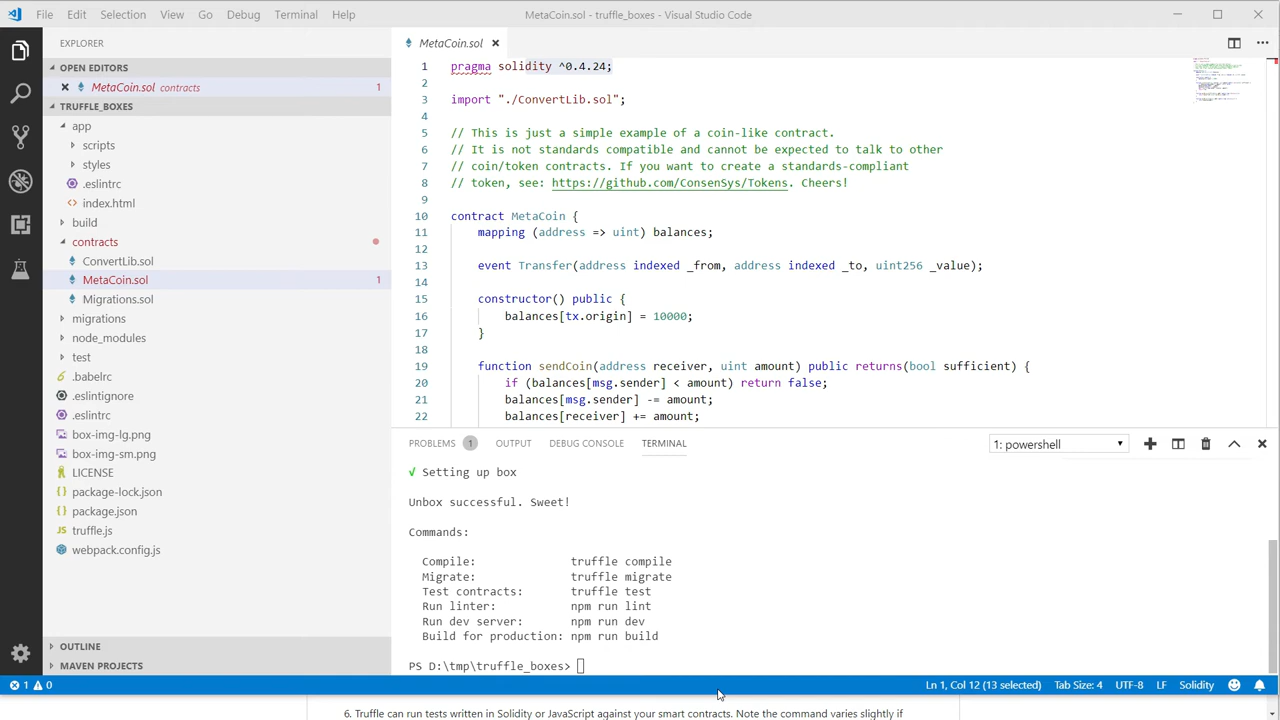 File Edit Selection View Go Debug Terminal Help
MetaCoin.sol - truffle_boxes - Visual Studio Code
EXPLORER
OPEN EDITORS
MetaCoin.sol contracts 1
TRUFFLE_BOXES
app
scripts
styles
.eslintrc
index.html
build
contracts
ConvertLib.sol
MetaCoin.sol 1
Migrations.sol
migrations
node_modules
test
.babelrc
.eslintignore
.eslintrc
box-img-lg.png
box-img-sm.png
LICENSE
package-lock.json
package.json
truffle.js
webpack.config.js
OUTLINE
MAVEN PROJECTS
MetaCoin.sol
1 pragma solidity ^0.4.24;
2
3 import "./ConvertLib.sol";
4
5 // This is just a simple example of a coin-like contract.
6 // It is not standards compatible and cannot be expected to talk to other
7 // coin/token contracts. If you want to create a standards-compliant
8 // token, see: https://github.com/ConsenSys/Tokens. Cheers!
9
10 contract MetaCoin {
11 mapping (address => uint) balances;
12
13 event Transfer(address indexed _from, address indexed _to, uint256 _value);
14
15 constructor() public {
16 balances[tx.origin] = 10000;
17 }
18
19 function sendCoin(address receiver, uint amount) public returns(bool sufficient) {
20 if (balances[msg.sender] < amount) return false;
21 balances[msg.sender] -= amount;
22 balances[receiver] += amount;
PROBLEMS 1 OUTPUT DEBUG CONSOLE TERMINAL 1: powershell
√ Setting up box
Unbox successful. Sweet!
Commands:
Compile: truffle compile
Migrate: truffle migrate
Test contracts: truffle test
Run linter: npm run lint
Run dev server: npm run dev
Build for production: npm run build
PS D:\tmp\truffle_boxes>
1 0 Ln 1, Col 12 (13 selected) Tab Size: 4 UTF-8 LF Solidity
6. Truffle can run tests written in Solidity or JavaScript against your smart contracts. Note the command varies slightly if